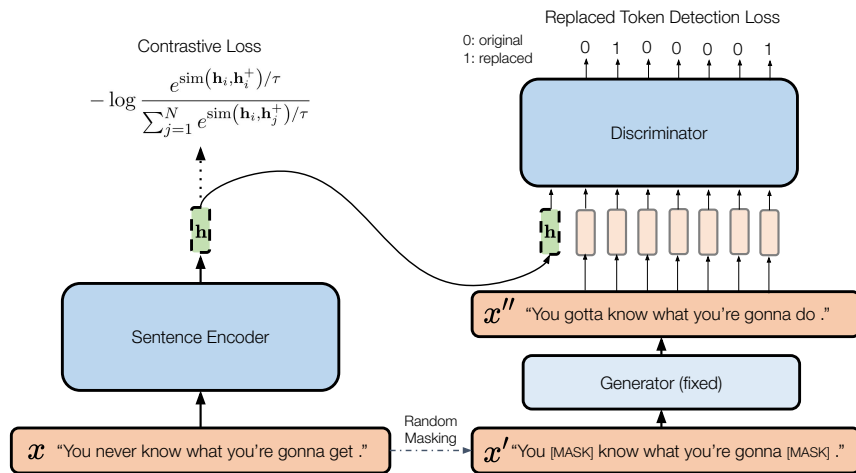 Replaced Token Detection Loss
0: original
1: replaced
0 1 0 0 0 0 1
Contrastive Loss
− log e^{sim(h_i, h_i^+)/τ} / ∑_{j=1}^{N} e^{sim(h_i, h_j^+)/τ}
Discriminator
h
h
x'' “You gotta know what you're gonna do .”
Sentence Encoder
Generator (fixed)
x “You never know what you're gonna get .”
Random
Masking
x' “You [MASK] know what you're gonna [MASK] .”